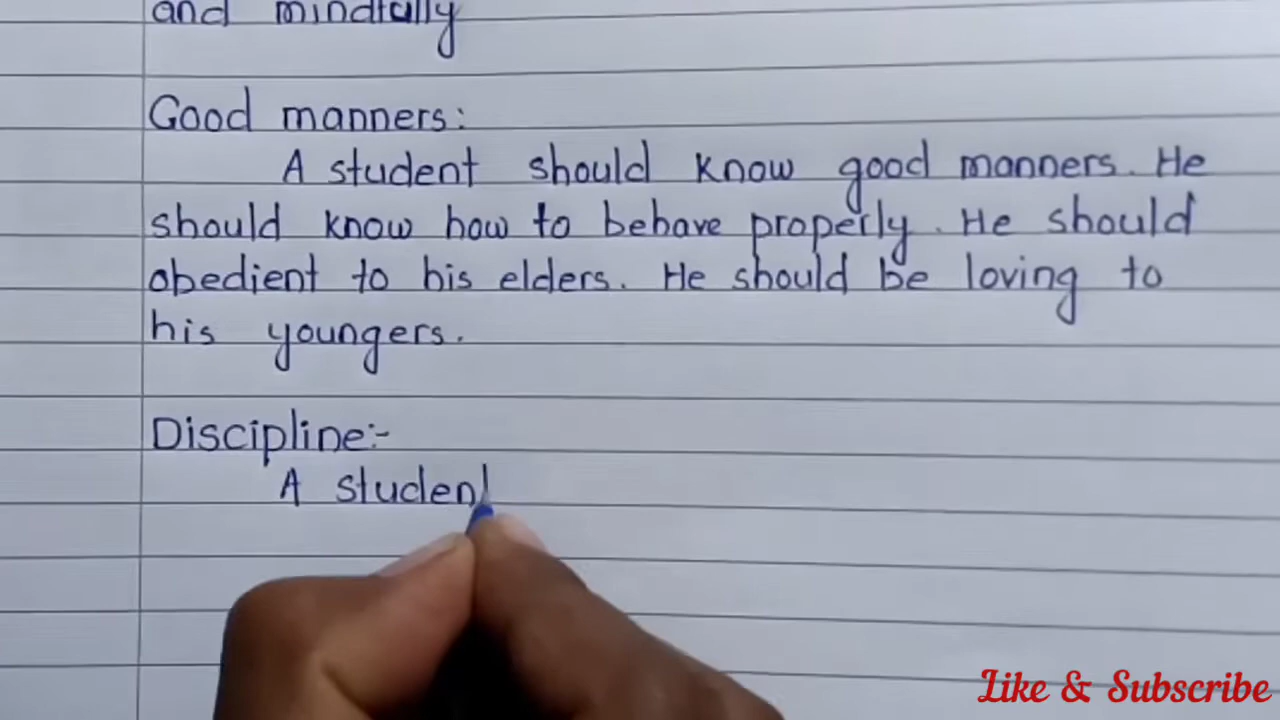 and mindfully
Good manners:
A student should know good manners. He
should know how to behave properly. He should
obedient to his elders. He should be loving to
his youngers.
Discipline:-
A student
Like & Subscribe